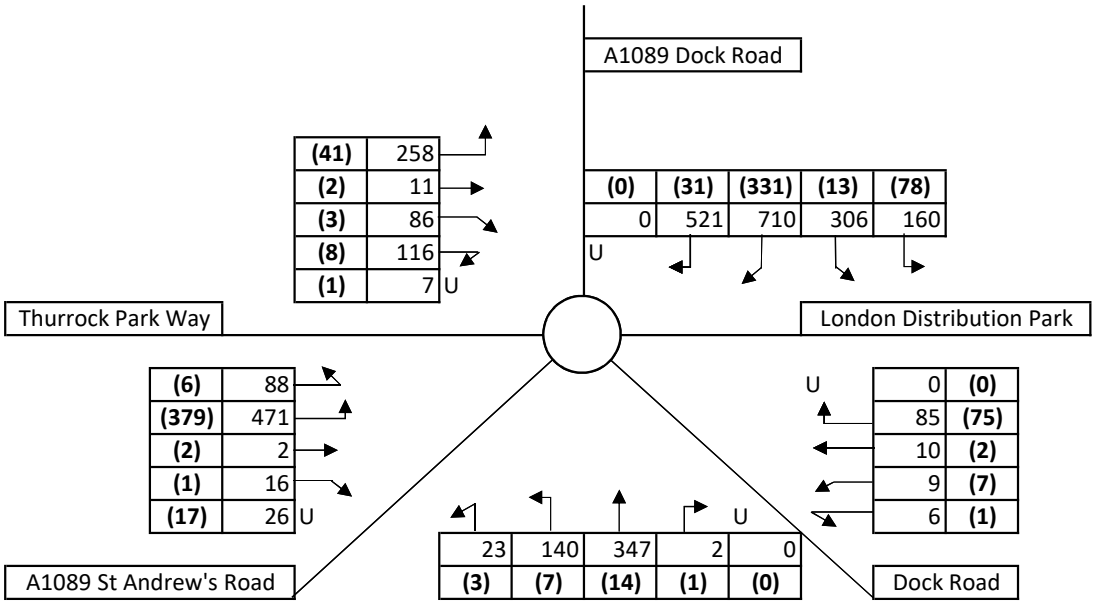 A1089 Dock Road
(41) 258
(2) 11
(3) 86
(8) 116
(1) 7 U
(0) (31) (331) (13) (78)
0 521 710 306 160
U
Thurrock Park Way
London Distribution Park
(6) 88
(379) 471
(2) 2
(1) 16
(17) 26 U
U 0 (0)
85 (75)
10 (2)
9 (7)
6 (1)
U
23 140 347 2 0
(3) (7) (14) (1) (0)
A1089 St Andrew's Road
Dock Road